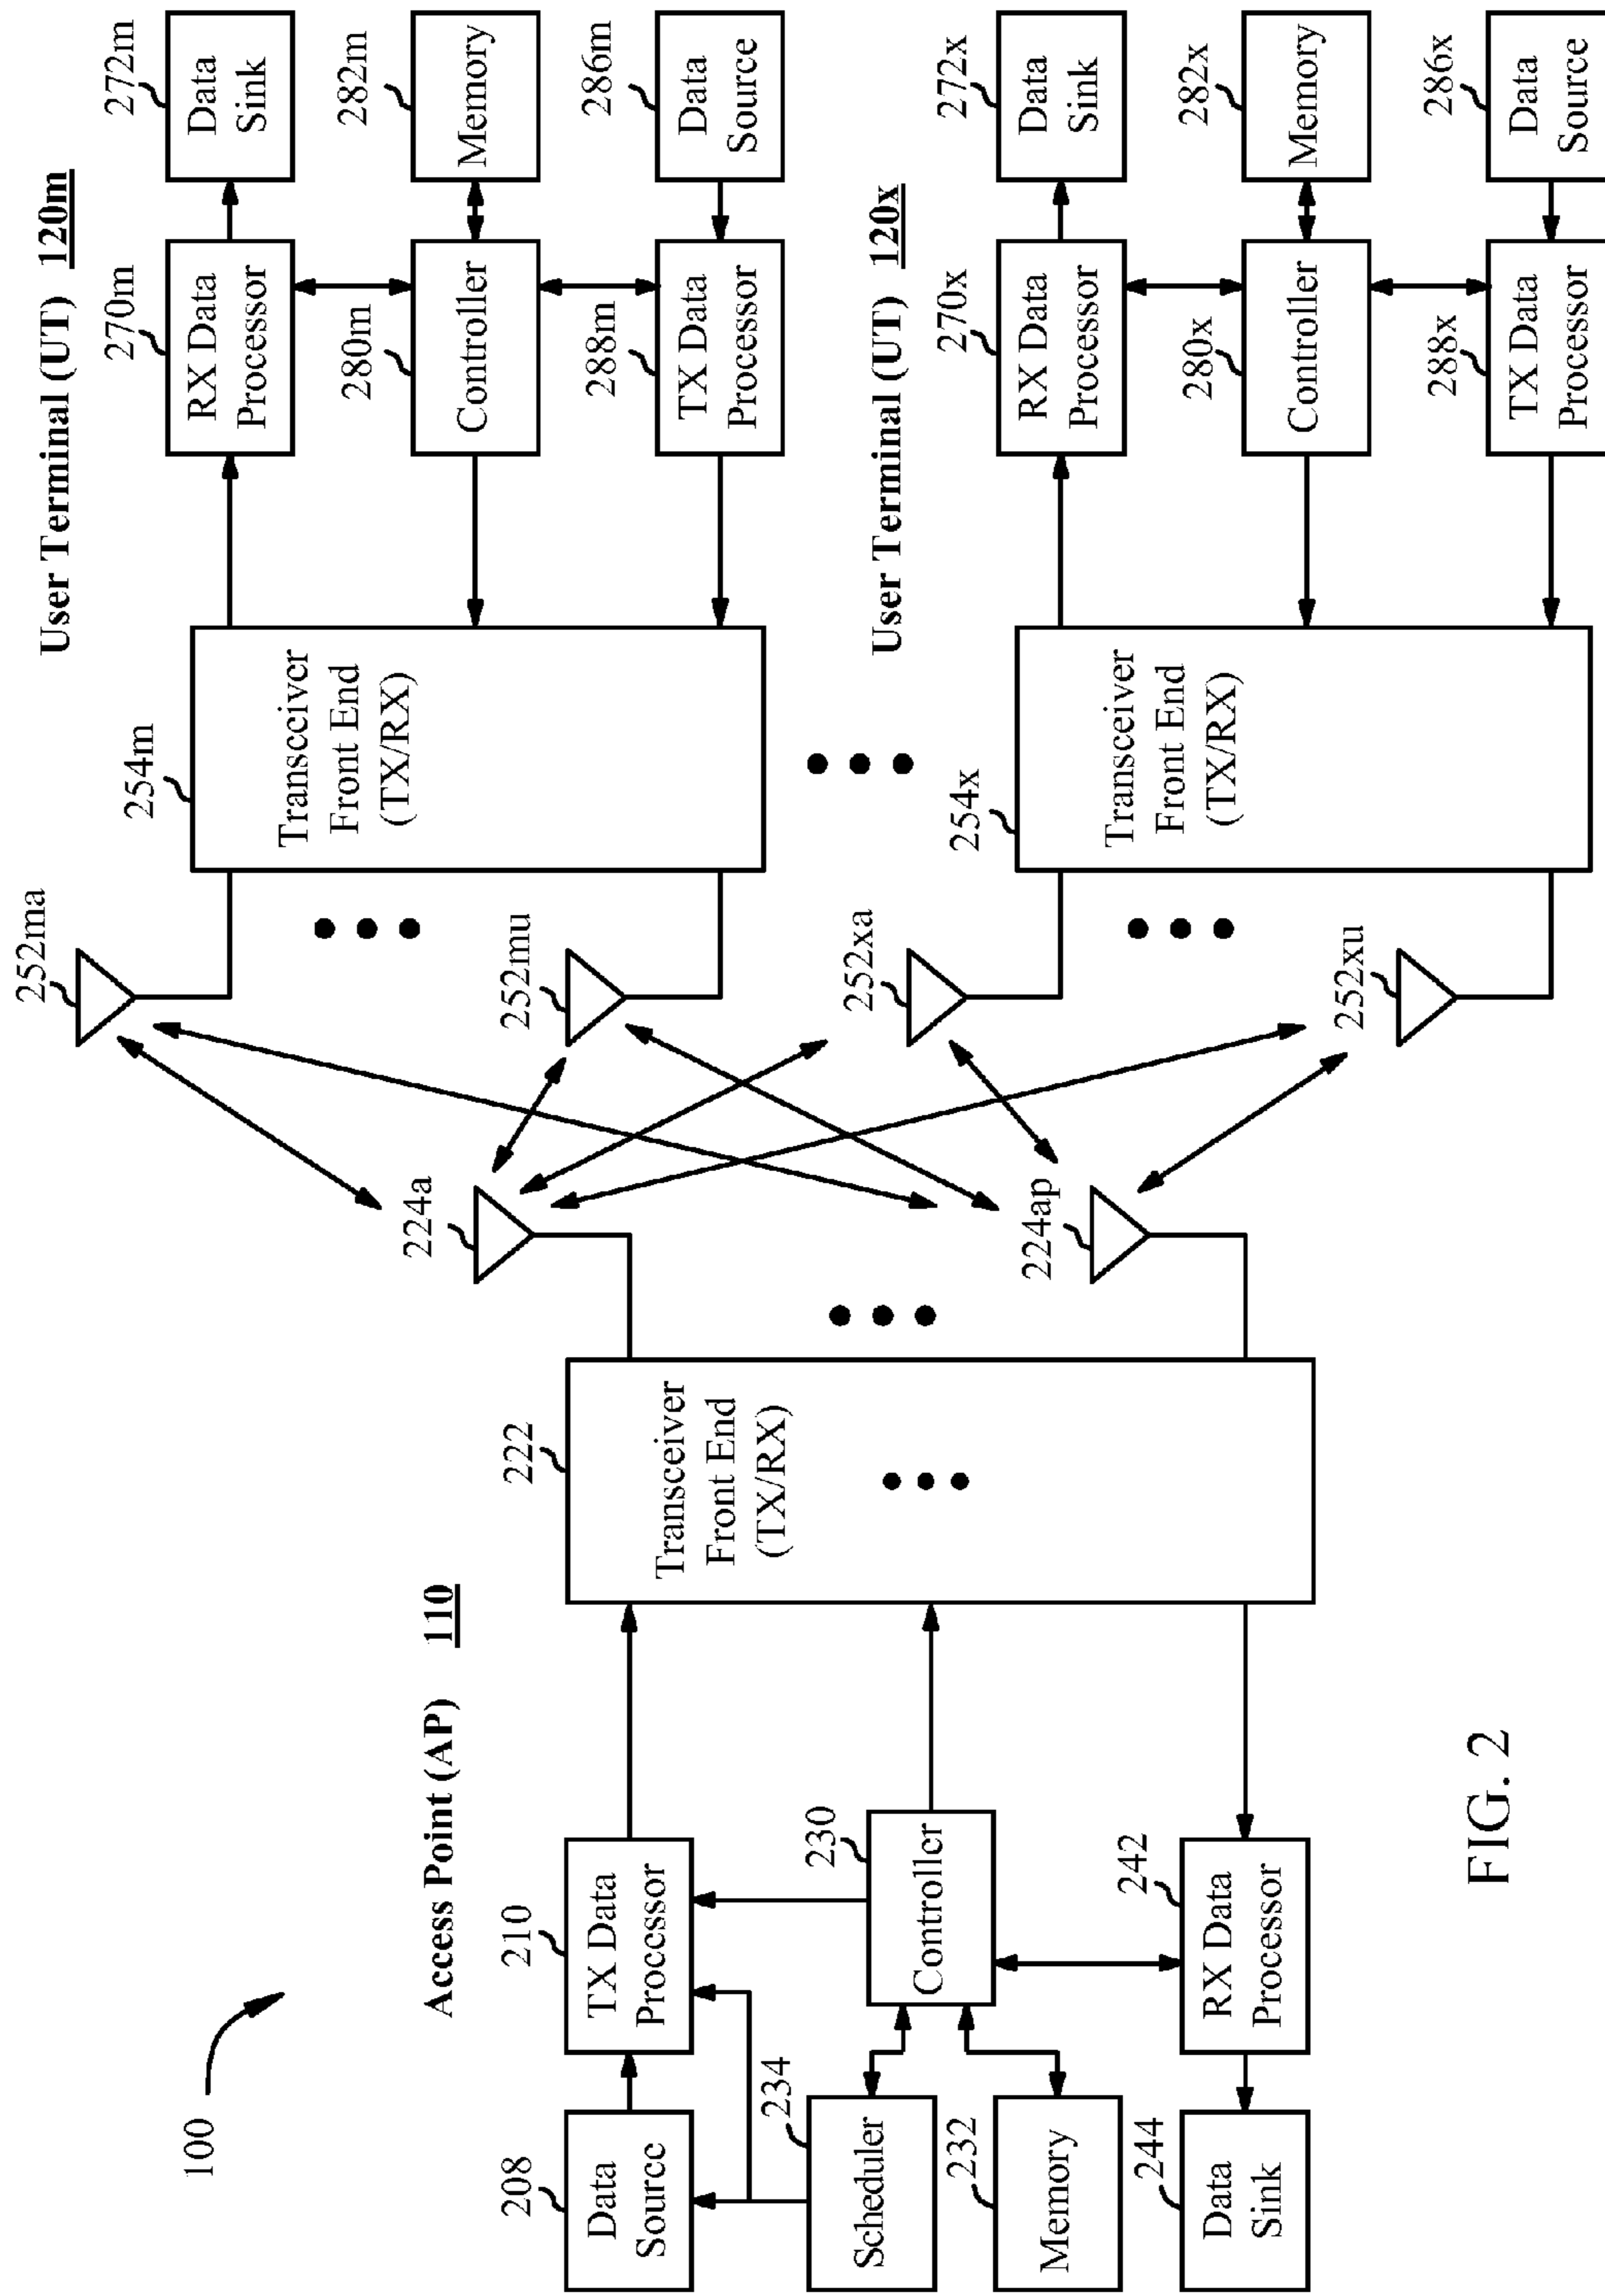 100
Access Point (AP) 110
208
Data
Source
210
TX Data
Processor
234
Scheduler
230
Controller
232
Memory
242
RX Data
Processor
244
Data
Sink
222
Transceiver
Front End
(TX/RX)
224a
224ap
User Terminal (UT) 120m
252ma
252mu
254m
Transceiver
Front End
(TX/RX)
270m
RX Data
Processor
272m
Data
Sink
280m
Controller
282m
Memory
288m
TX Data
Processor
286m
Data
Source
User Terminal (UT) 120x
252xa
252xu
254x
Transceiver
Front End
(TX/RX)
270x
RX Data
Processor
272x
Data
Sink
280x
Controller
282x
Memory
288x
TX Data
Processor
286x
Data
Source
FIG. 2